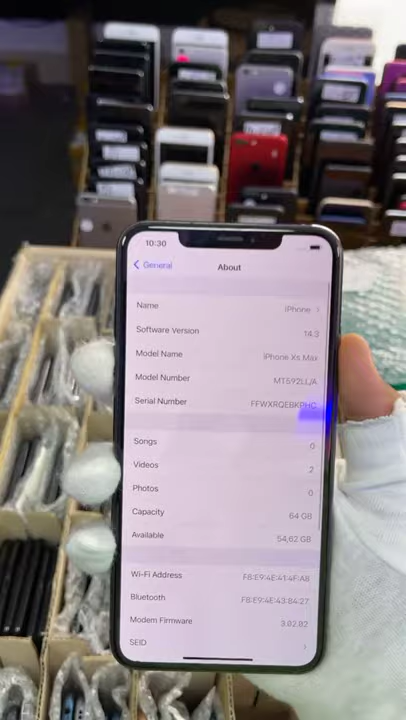 10:30
General
About
Name iPhone
Software Version 14.3
Model Name iPhone Xs Max
Model Number MT592LL/A
Serial Number FFWXRQEBKPHC
Songs 0
Videos 2
Photos 0
Capacity 64 GB
Available 54,62 GB
Wi-Fi Address F8:E9:4E:41:4F:A8
Bluetooth F8:E9:4E:43:84:27
Modem Firmware 3.02.02
SEID